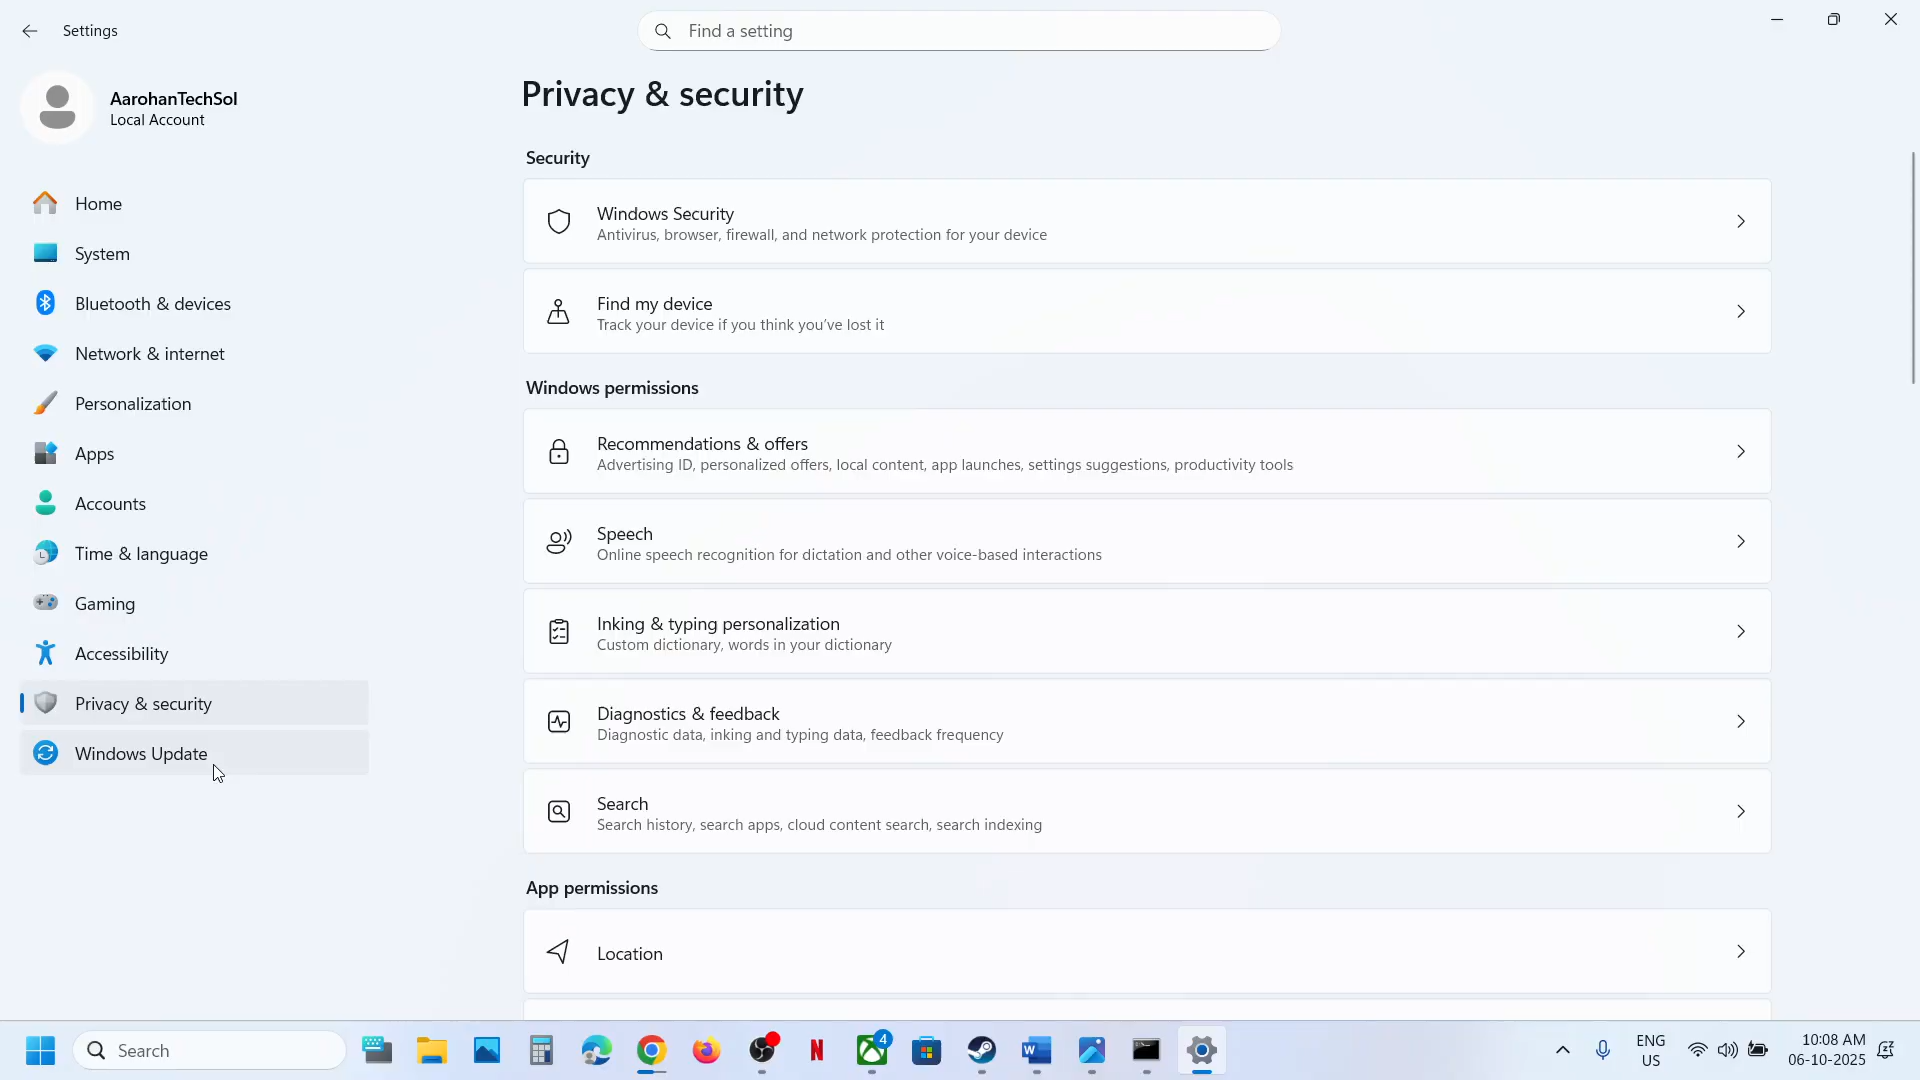 Settings
Find a setting
AarohanTechSol
Local Account
Home
System
Bluetooth & devices
Network & internet
Personalization
Apps
Accounts
Time & language
Gaming
Accessibility
Privacy & security
Windows Update
Privacy & security
Security
Windows Security
Antivirus, browser, firewall, and network protection for your device
Find my device
Track your device if you think you've lost it
Windows permissions
Recommendations & offers
Advertising ID, personalized offers, local content, app launches, settings suggestions, productivity tools
Speech
Online speech recognition for dictation and other voice-based interactions
Inking & typing personalization
Custom dictionary, words in your dictionary
Diagnostics & feedback
Diagnostic data, inking and typing data, feedback frequency
Search
Search history, search apps, cloud content search, search indexing
App permissions
Location
Search
N
4
W
ENG
US
10:08 AM
06-10-2025